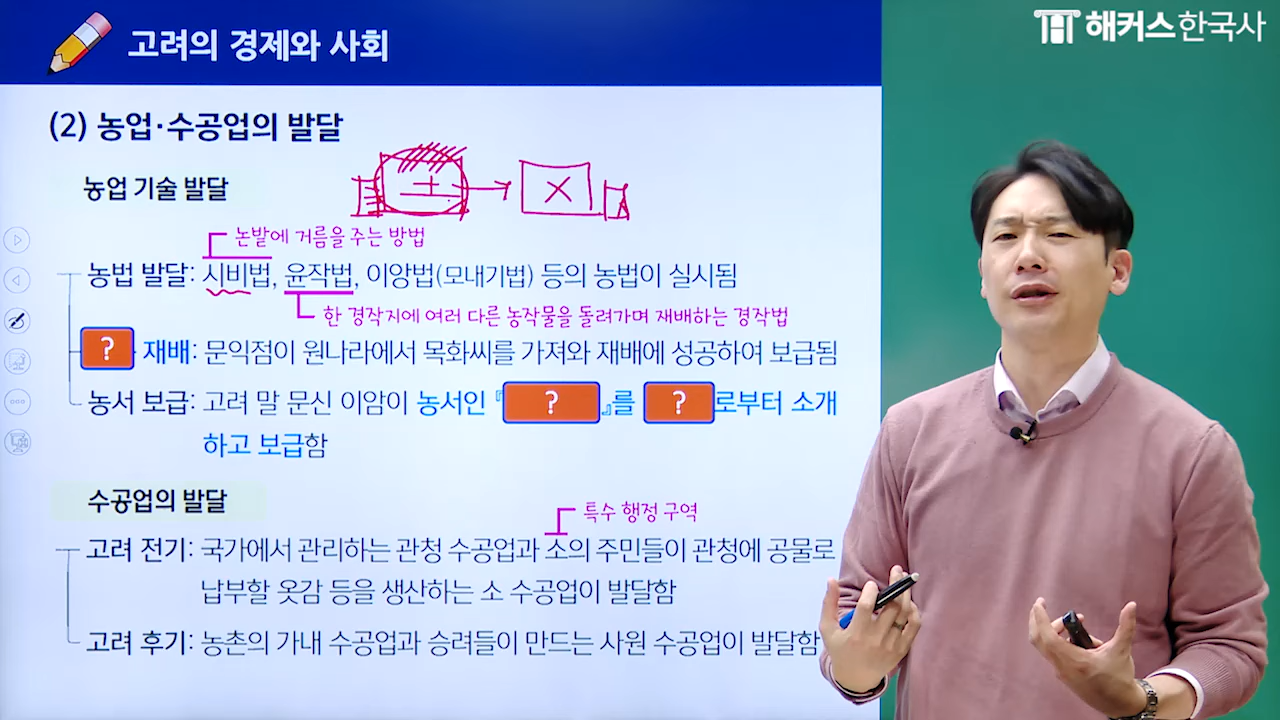 고려의 경제와 사회
해커스한국사
(2) 농업·수공업의 발달
농업 기술 발달
논밭에 거름을 주는 방법
농법 발달: 시비법, 윤작법, 이앙법(모내기법) 등의 농법이 실시됨
한 경작지에 여러 다른 농작물을 돌려가며 재배하는 경작법
? 재배: 문익점이 원나라에서 목화씨를 가져와 재배에 성공하여 보급됨
농서 보급: 고려 말 문신 이암이 농서인 『 ? 』를 ? 로부터 소개
하고 보급함
수공업의 발달
특수 행정 구역
고려 전기: 국가에서 관리하는 관청 수공업과 소의 주민들이 관청에 공물로
납부할 옷감 등을 생산하는 소 수공업이 발달함
고려 후기: 농촌의 가내 수공업과 승려들이 만드는 사원 수공업이 발달함